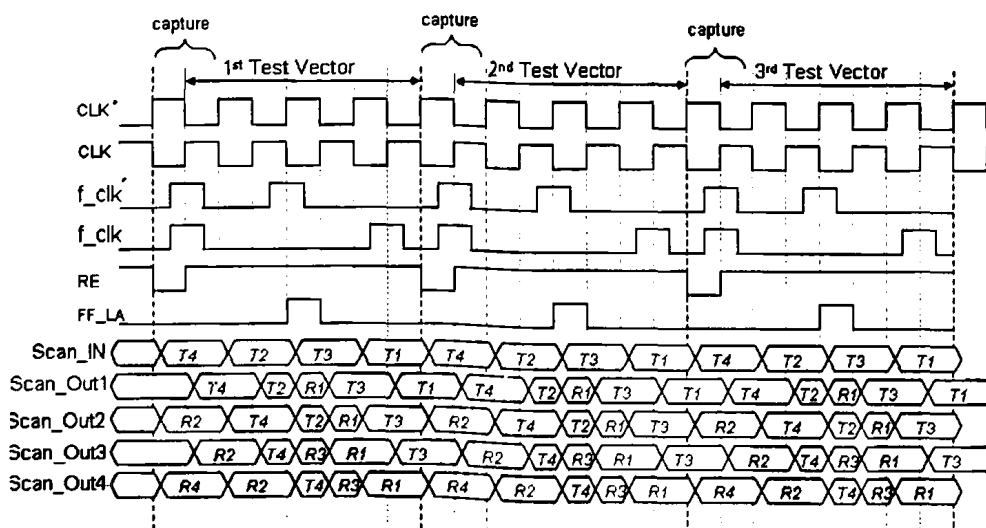 capture capture capture
1st Test Vector 2nd Test Vector 3rd Test Vector
CLK'
CLK
f_clk'
f_clk
RE
FF_LA
Scan_IN T4 T2 T3 T1 T4 T2 T3 T1 T4 T2 T3 T1
Scan_Out1 T4 T2 R1 T3 T1 T4 T2 R1 T3 T1 T4 T2 R1 T3 T1
Scan_Out2 R2 T4 T2 R1 T3 R2 T4 T2 R1 T3 R2 T4 T2 R1 T3
Scan_Out3 R2 T4 R3 R1 T3 R2 T4 R3 R1 T3 R2 T4 R3 R1 T3
Scan_Out4 R4 R2 T4 R3 R1 R4 R2 T4 R3 R1 R4 R2 T4 R3 R1